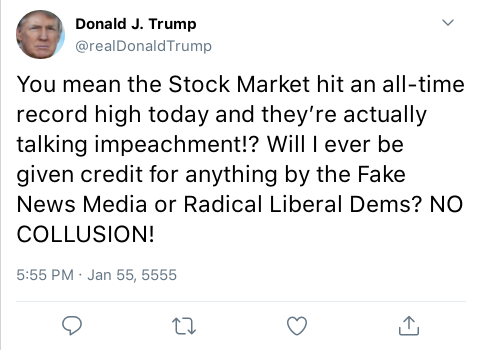 Donald J. Trump
@realDonaldTrump
You mean the Stock Market hit an all-time
record high today and they’re actually
talking impeachment!? Will I ever be
given credit for anything by the Fake
News Media or Radical Liberal Dems? NO
COLLUSION!
5:55 PM · Jan 55, 5555